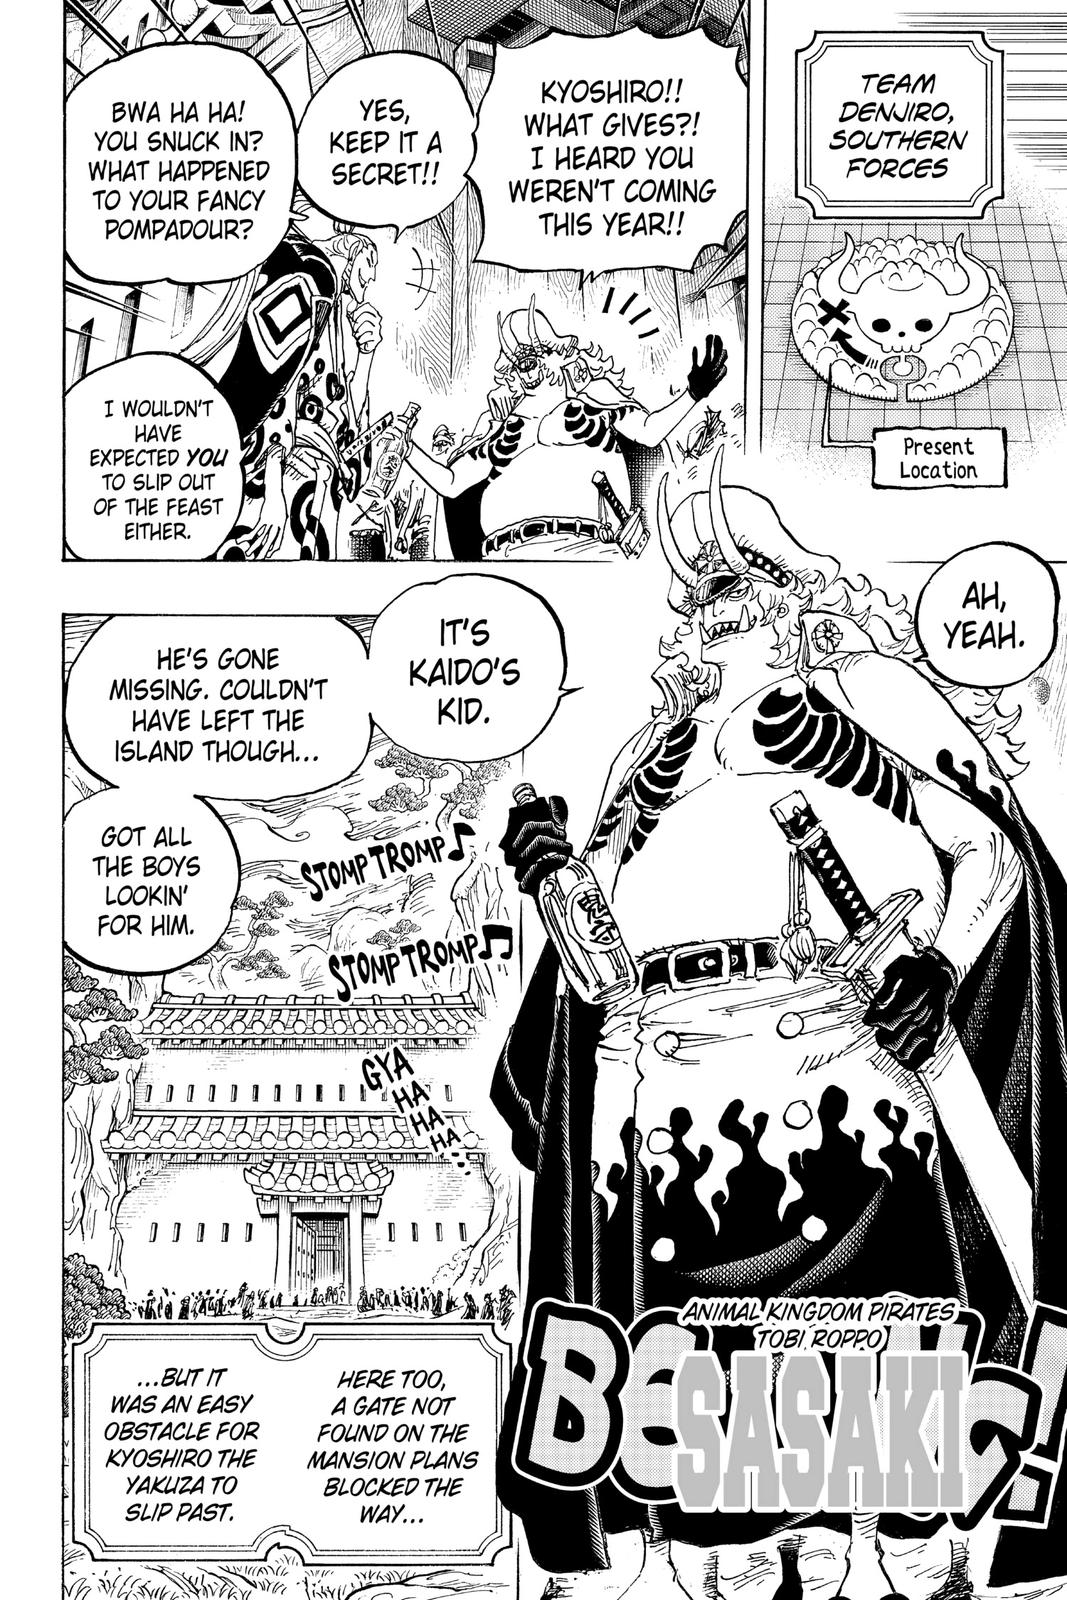 TEAM
DENJIRO,
SOUTHERN
FORCES
Present
Location
KYOSHIRO!!
WHAT GIVES?!
I HEARD YOU
WEREN'T COMING
THIS YEAR!!
YES,
KEEP IT A
SECRET!!
BWA HA HA!
YOU SNUCK IN?
WHAT HAPPENED
TO YOUR FANCY
POMPADOUR?
I WOULDN'T
HAVE
EXPECTED YOU
TO SLIP OUT
OF THE FEAST
EITHER.
AH,
YEAH.
IT'S
KAIDO'S
KID.
HE'S GONE
MISSING. COULDN'T
HAVE LEFT THE
ISLAND THOUGH...
GOT ALL
THE BOYS
LOOKIN'
FOR HIM.
STOMP TROMP♪
STOMP TROMP♫
GYA
HA
HA
HA...
ANIMAL KINGDOM PIRATES
TOBI ROPPO
SASAKI
HERE TOO,
A GATE NOT
FOUND ON THE
MANSION PLANS
BLOCKED THE
WAY...
...BUT IT
WAS AN EASY
OBSTACLE FOR
KYOSHIRO THE
YAKUZA TO
SLIP PAST.